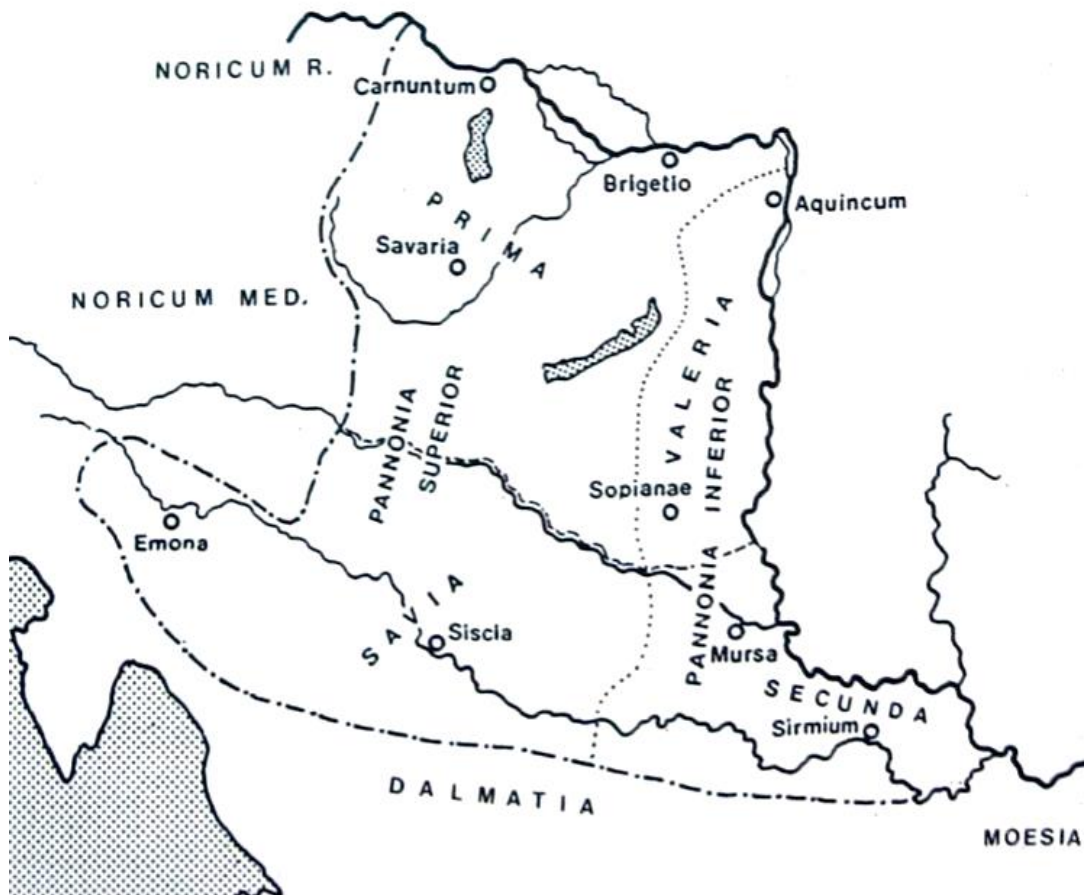 NORICUM R.
Carnuntum
Brigetio
Aquincum
PRIMA
Savaria
NORICUM MED.
VALERIA
PANNONIA
SUPERIOR
PANNONIA INFERIOR
Sopianae
Emona
SAVIA
Siscia
Mursa
SECUNDA
Sirmium
DALMATIA
MOESIA